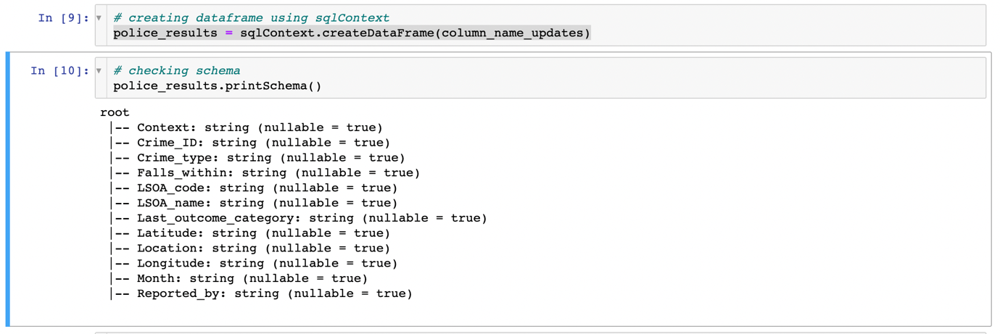 In [9]: # creating dataframe using sqlContext
police_results = sqlContext.createDataFrame(column_name_updates)
In [10]: # checking schema
police_results.printSchema()
root
|-- Context: string (nullable = true)
|-- Crime_ID: string (nullable = true)
|-- Crime_type: string (nullable = true)
|-- Falls_within: string (nullable = true)
|-- LSOA_code: string (nullable = true)
|-- LSOA_name: string (nullable = true)
|-- Last_outcome_category: string (nullable = true)
|-- Latitude: string (nullable = true)
|-- Location: string (nullable = true)
|-- Longitude: string (nullable = true)
|-- Month: string (nullable = true)
|-- Reported_by: string (nullable = true)